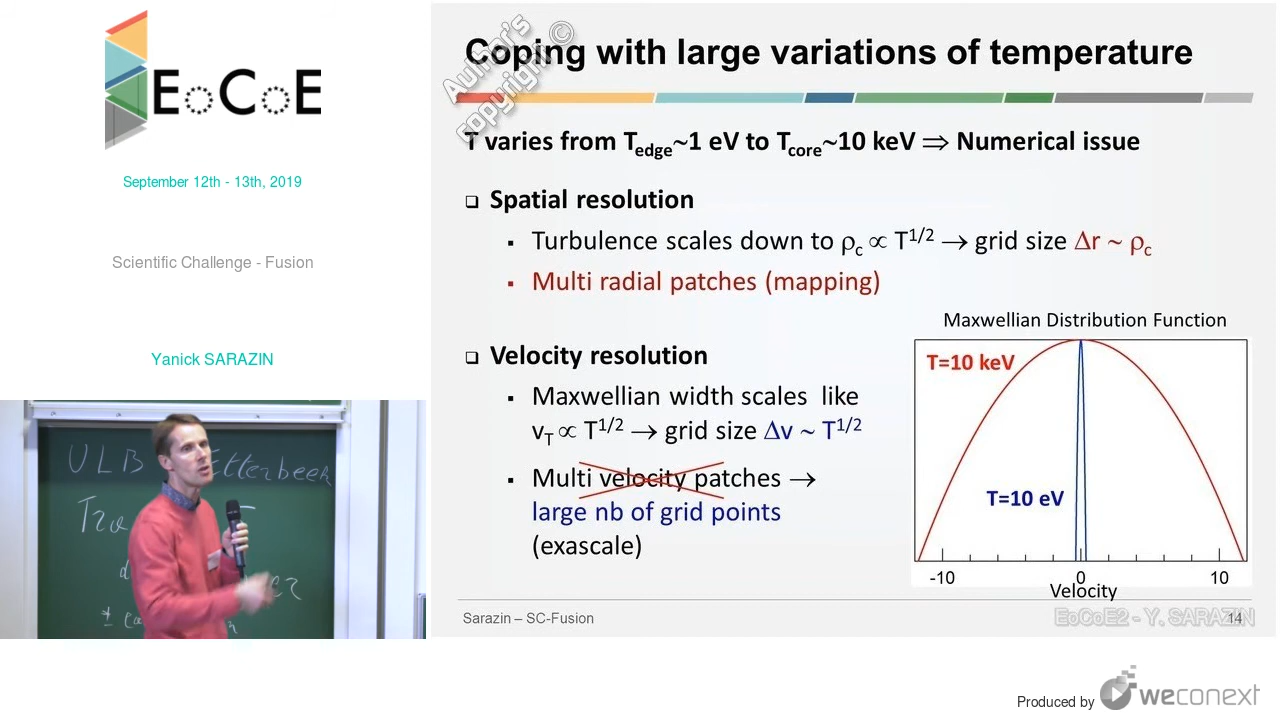 EoCoE
September 12th - 13th, 2019
Scientific Challenge - Fusion
Yanick SARAZIN
ULB Etterbeek
Author's
copyright ©
Coping with large variations of temperature
T varies from Tedge~1 eV to Tcore~10 keV ⇒ Numerical issue
❑ Spatial resolution
▪ Turbulence scales down to ρc ∝ T1/2 → grid size Δr ~ ρc
▪ Multi radial patches (mapping)
❑ Velocity resolution
▪ Maxwellian width scales like
vT ∝ T1/2 → grid size Δv ~ T1/2
▪ Multi velocity patches →
large nb of grid points
(exascale)
Maxwellian Distribution Function
T=10 keV
T=10 eV
-10 0 10
Velocity
Sarazin – SC-Fusion
EoCoE2 - Y. SARAZIN
14
Produced by weconext